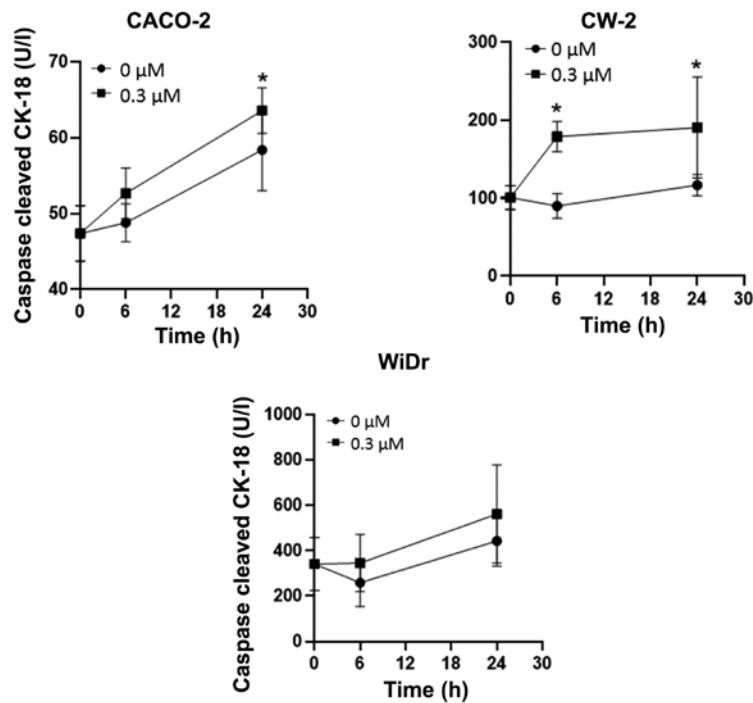 CACO-2
Caspase cleaved CK-18 (U/l)
70
60
50
40
0 μM
0.3 μM
*
0 6 12 18 24 30
Time (h)
CW-2
300
200
100
0
0 μM
0.3 μM
*
*
0 6 12 18 24 30
Time (h)
WiDr
Caspase cleaved CK-18 (U/l)
1000
800
600
400
200
0
0 μM
0.3 μM
0 6 12 18 24 30
Time (h)